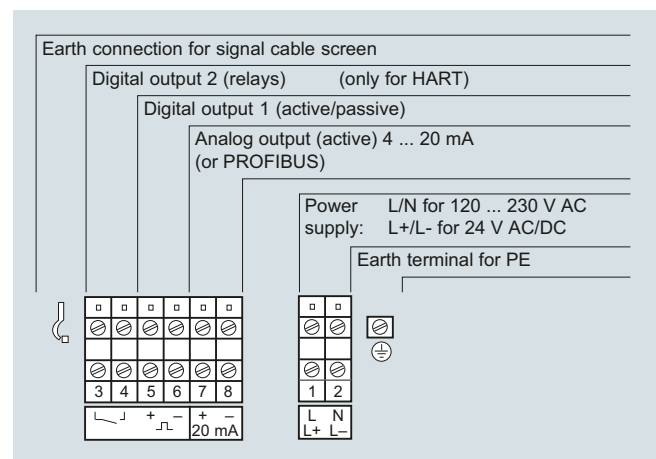 Earth connection for signal cable screen
Digital output 2 (relays) (only for HART)
Digital output 1 (active/passive)
Analog output (active) 4 ... 20 mA
(or PROFIBUS)
Power L/N for 120 ... 230 V AC
supply: L+/L- for 24 V AC/DC
Earth terminal for PE
3 4 5 6 7 8 1 2
+ – + – L N
20 mA L+ L–